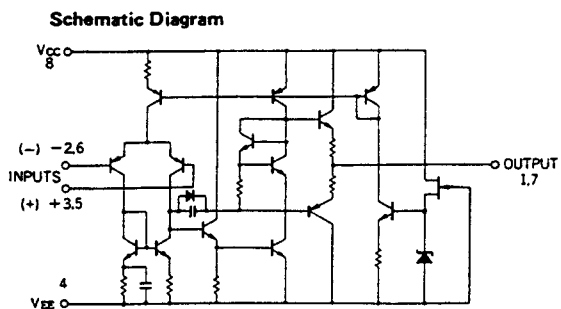 Schematic Diagram
VCC
8
(-) -2,6
INPUTS
(+) +3.5
OUTPUT
1,7
4
VEE